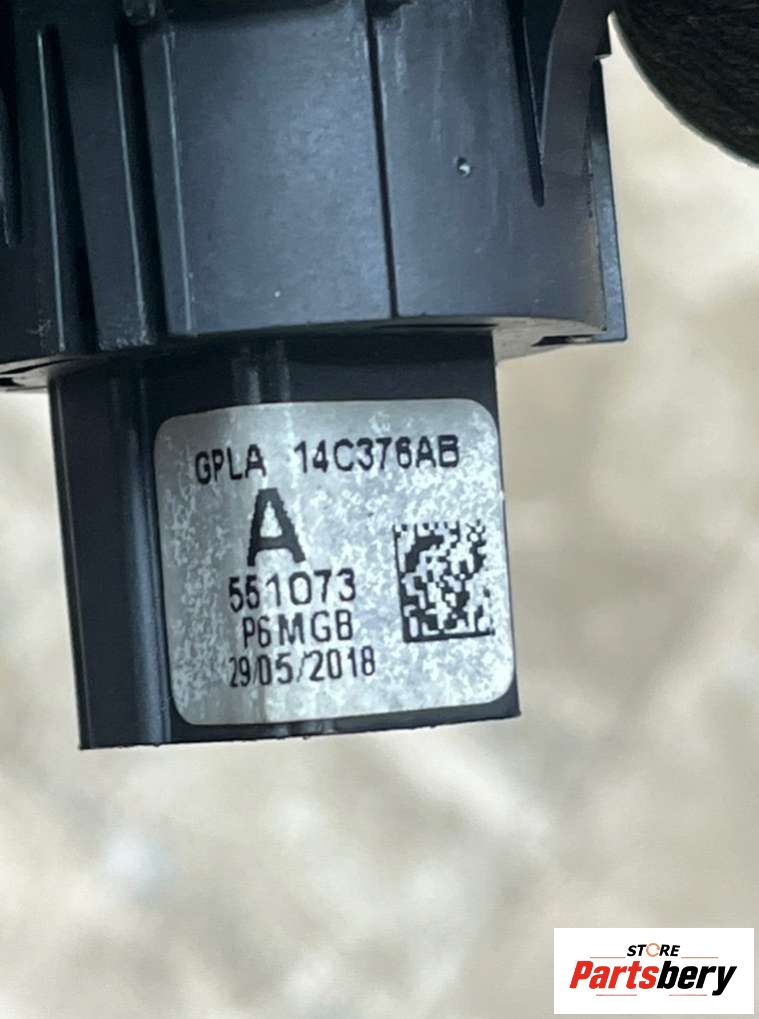 GPLA 14C376AB
A
551073
P6MGB
29/05/2018
STORE
Partsbery